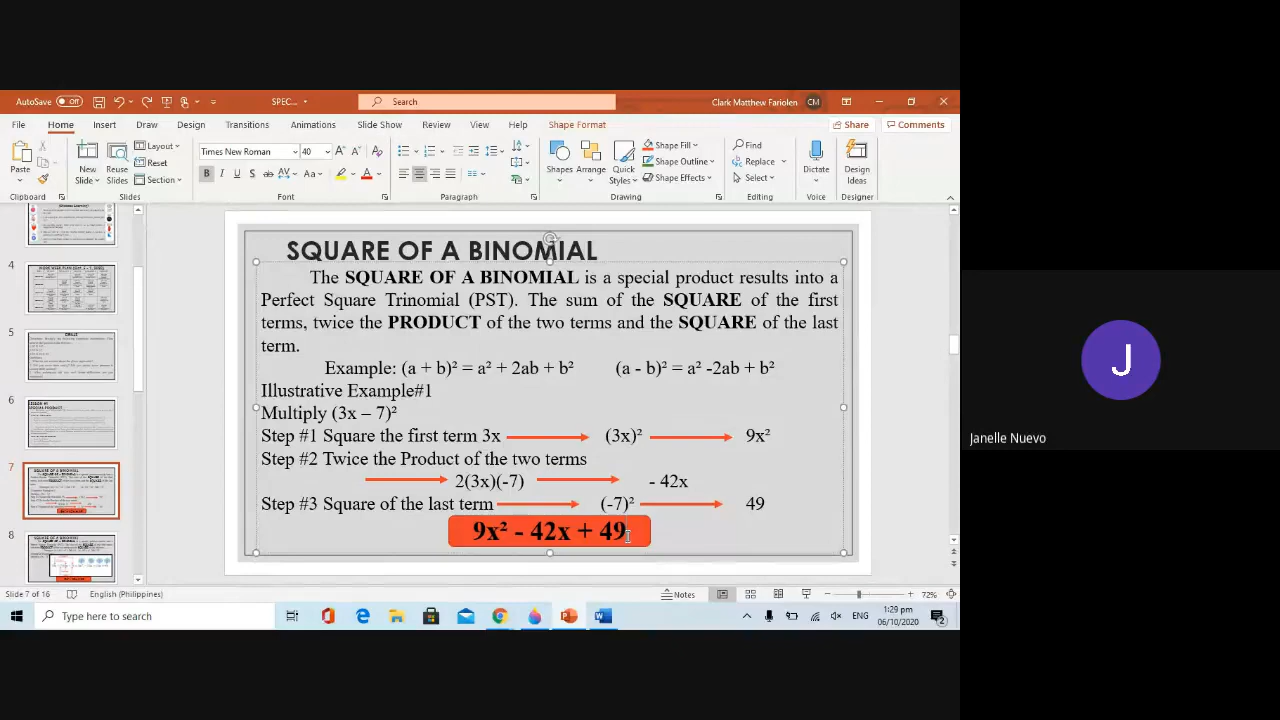 AutoSave Off SPEC... Search Clark Matthew Fariolen CM
File Home Insert Draw Design Transitions Animations Slide Show Review View Help Shape Format Share Comments
Paste New Slide Reuse Slides Layout Reset Section Times New Roman 40 Shapes Arrange Quick Styles Shape Fill Shape Outline Shape Effects Find Replace Select Dictate Design Ideas
Clipboard Slides Font Paragraph Drawing Editing Voice Designer
4
5
6
7
8
SQUARE OF A BINOMIAL
The SQUARE OF A BINOMIAL is a special product results into a
Perfect Square Trinomial (PST). The sum of the SQUARE of the first
terms, twice the PRODUCT of the two terms and the SQUARE of the last
term.
Example: (a + b)² = a² + 2ab + b² (a - b)² = a² -2ab + b²
Illustrative Example#1
Multiply (3x – 7)²
Step #1 Square the first term 3x (3x)² 9x²
Step #2 Twice the Product of the two terms
2(3x)(-7) - 42x
Step #3 Square of the last term (-7)² 49
9x² - 42x + 49
J
Janelle Nuevo
Slide 7 of 16 English (Philippines) Notes 72%
Type here to search ENG 1:29 pm
06/10/2020 2